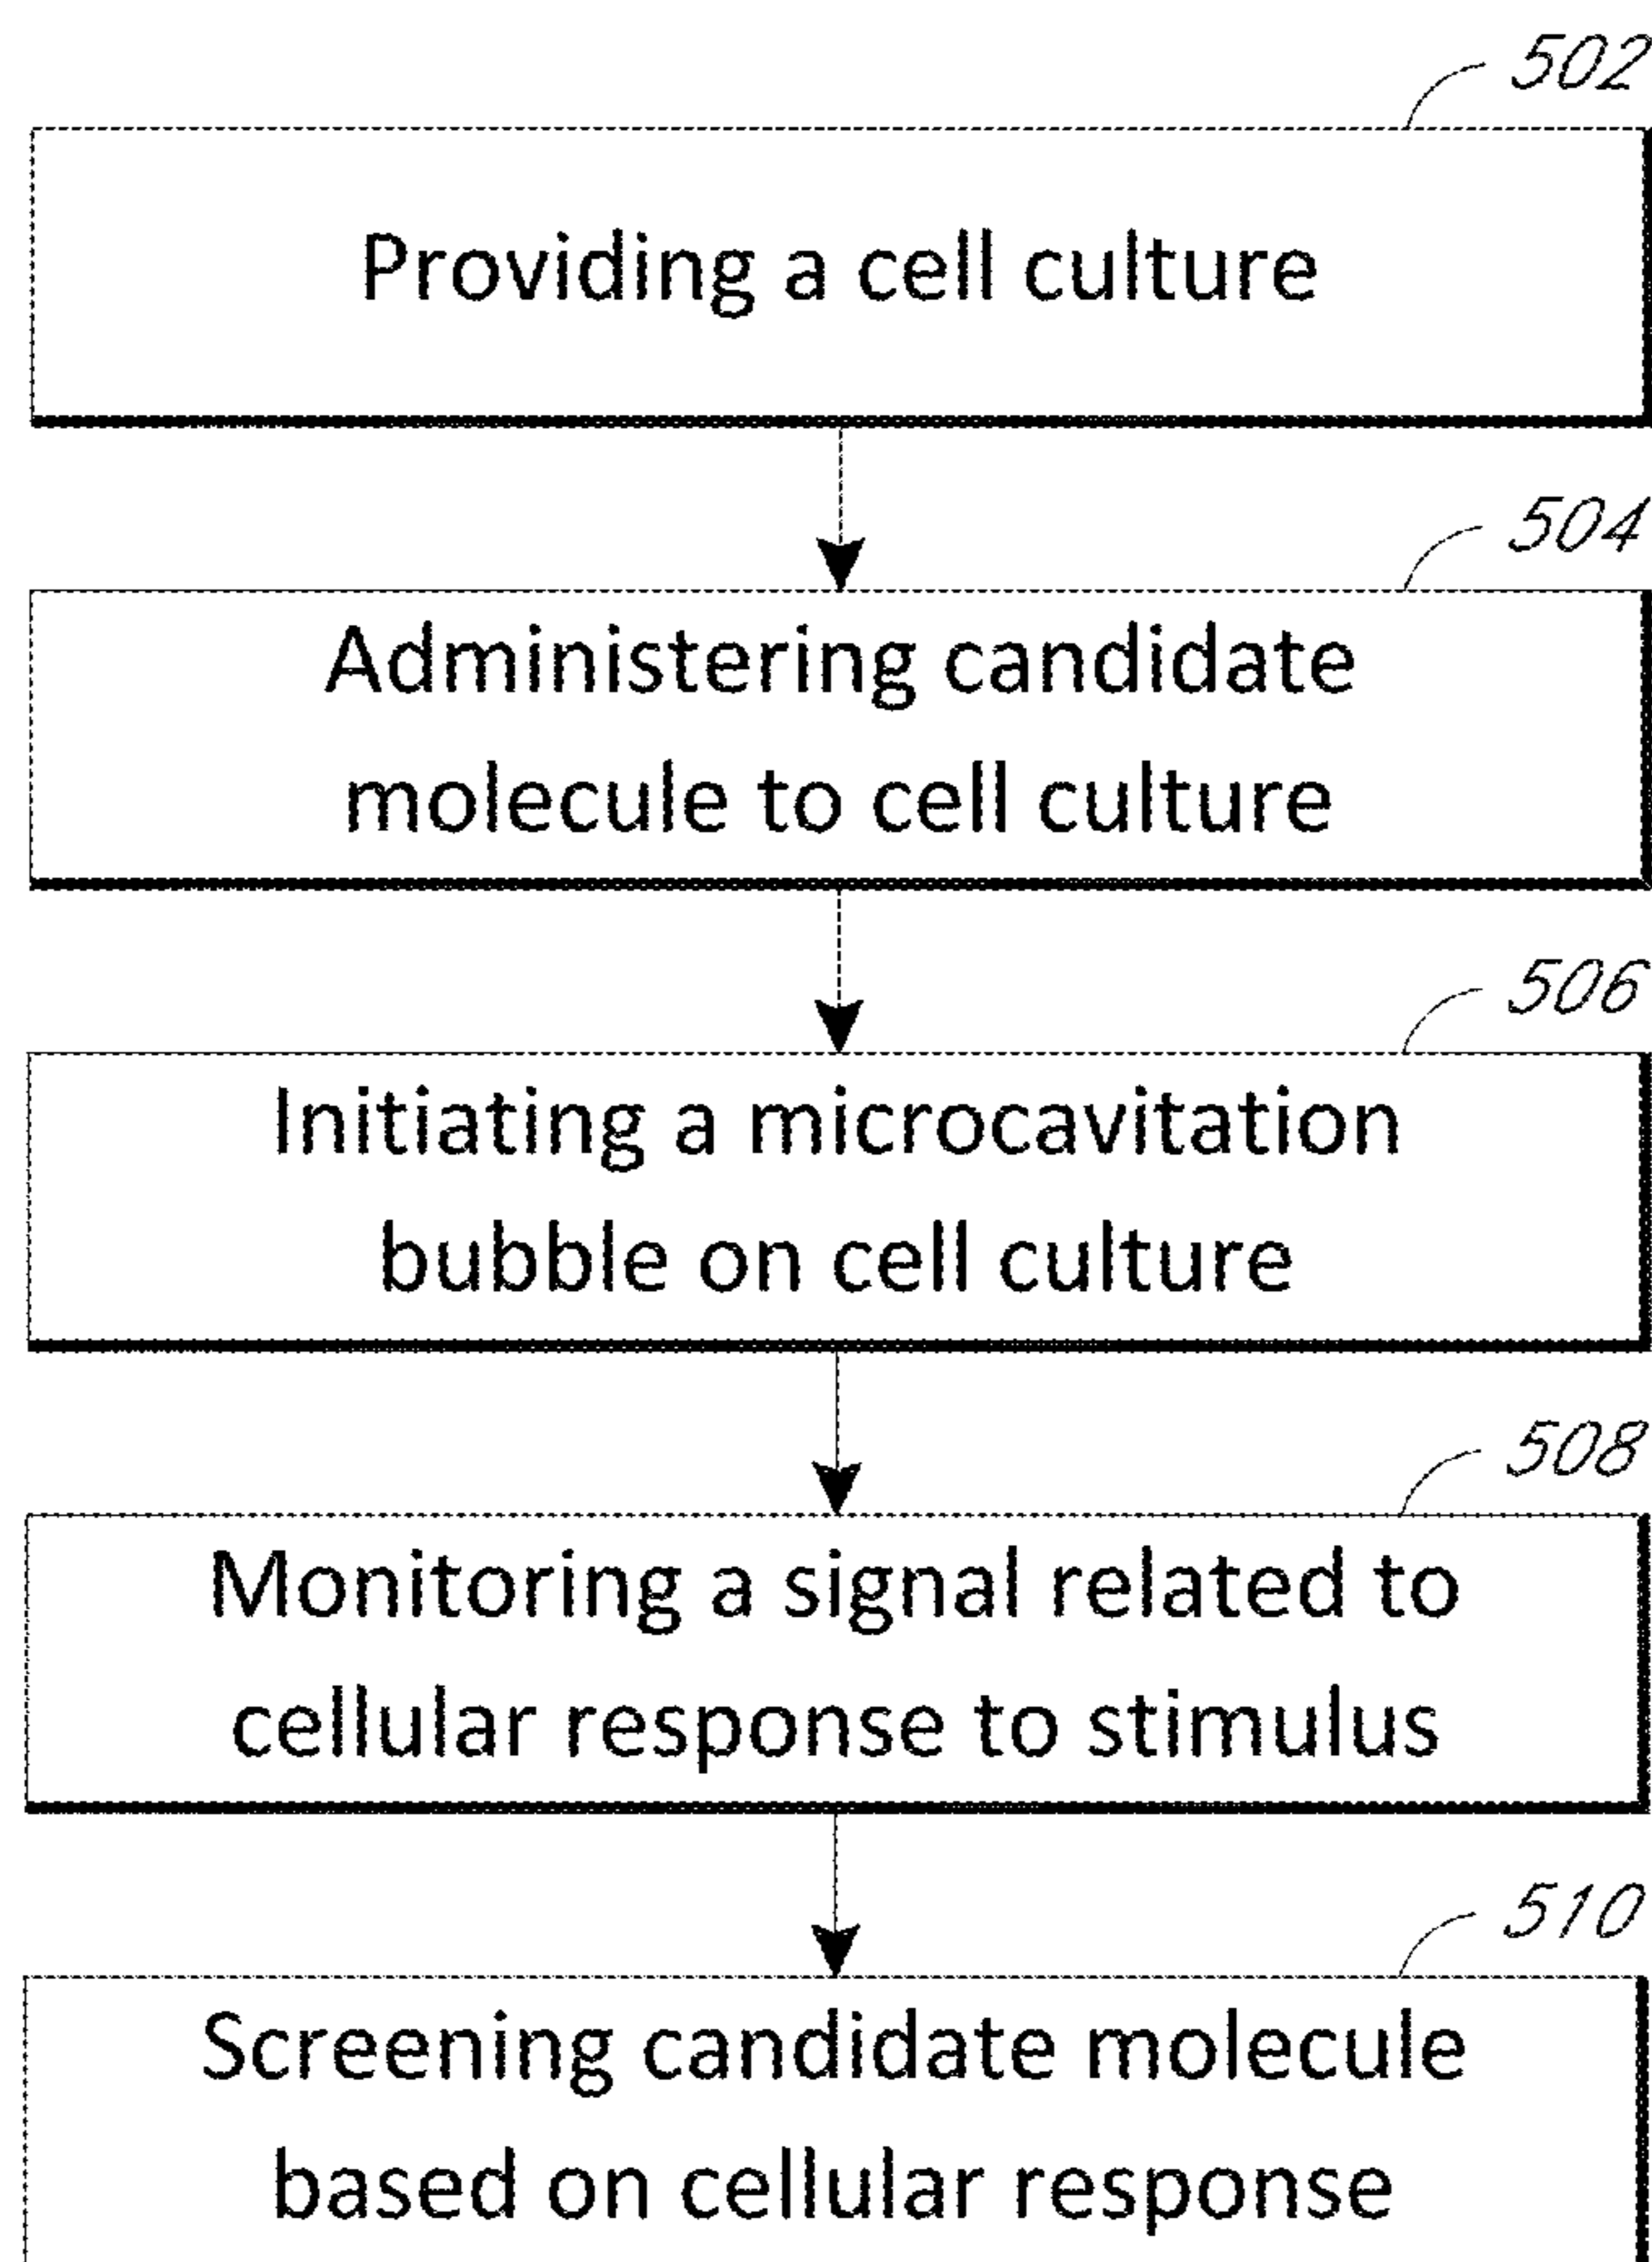 502
Providing a cell culture
504
Administering candidate
molecule to cell culture
506
Initiating a microcavitation
bubble on cell culture
508
Monitoring a signal related to
cellular response to stimulus
510
Screening candidate molecule
based on cellular response